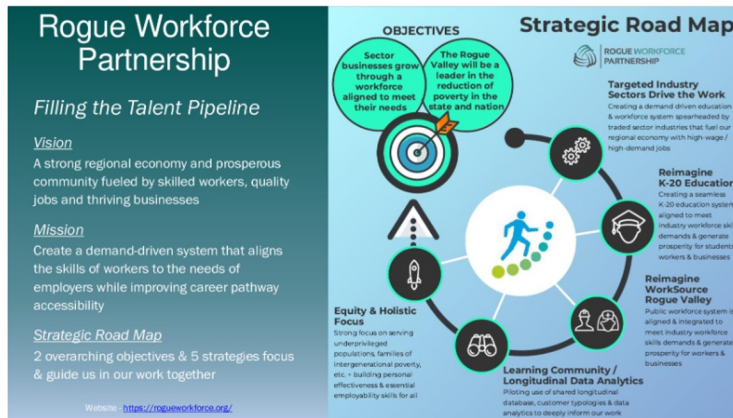 Rogue Workforce
Partnership
Filling the Talent Pipeline
Vision
A strong regional economy and prosperous
community fueled by skilled workers, quality
jobs and thriving businesses
Mission
Create a demand-driven system that aligns
the skills of workers to the needs of
employers while improving career pathway
accessibility
Strategic Road Map
2 overarching objectives & 5 strategies focus
& guide us in our work together
Website : https://rogueworkforce.org/
OBJECTIVES
Sector
businesses grow
through a
workforce
aligned to meet
their needs
The Rogue
Valley will be a
leader in the
reduction of
poverty in the
state and nation
Strategic Road Map
ROGUE WORKFORCE
PARTNERSHIP
Targeted Industry
Sectors Drive the Work
Creating a demand driven education
& workforce system spearheaded by
traded sector industries that fuel our
regional economy with high-wage /
high-demand jobs
Reimagine
K-20 Education
Creating a seamless
K-20 education system
aligned to meet
industry workforce skil
demands & generate
prosperity for students
workers & businesses
Reimagine
WorkSource
Rogue Valley
Public workforce system is
aligned & integrated to
meet industry workforce
skills demands & generate
prosperity for workers &
businesses
Learning Community /
Longitudinal Data Analytics
Piloting use of shared longitudinal
database, customer typologies & data
analytics to deeply inform our work
Equity & Holistic
Focus
Strong focus on serving
underprivileged
populations, families of
intergenerational poverty,
etc. + building personal
effectiveness & essential
employability skills for all